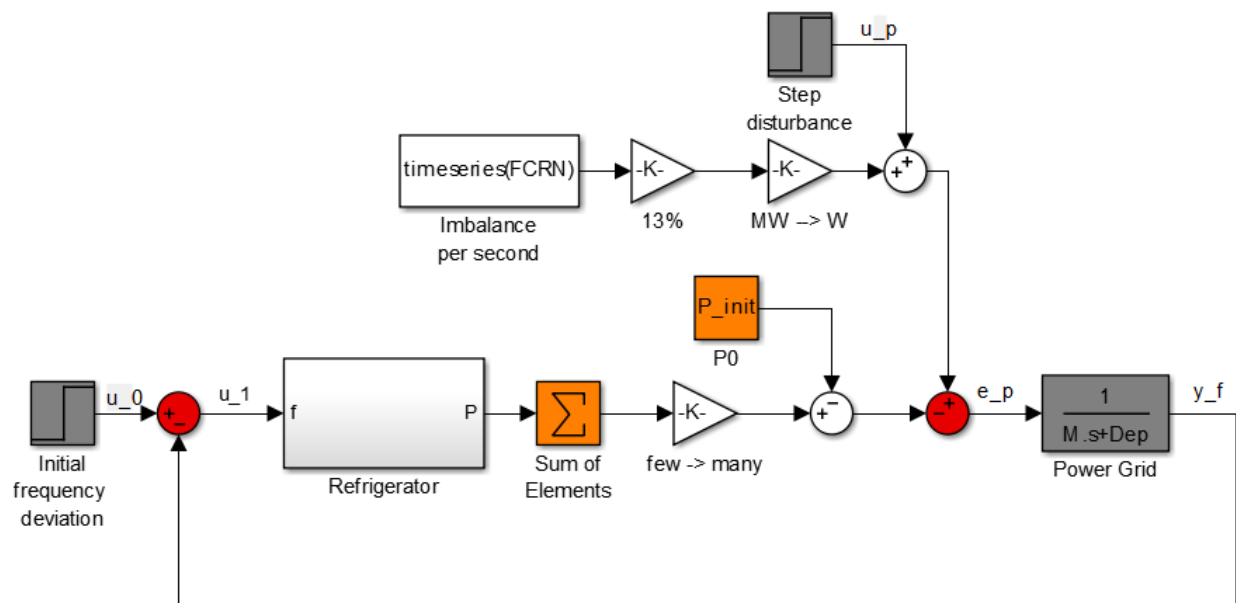 u_p
Step
disturbance
timeseries(FCRN)
-K-
-K-
+
+
Imbalance
per second
13%
MW --> W
P_init
P0
u_0
+
-
u_1
f
P
Σ
-K-
+
-
-
+
e_p
1
M.s+Dep
y_f
Initial
frequency
deviation
Refrigerator
Sum of
Elements
few -> many
Power Grid